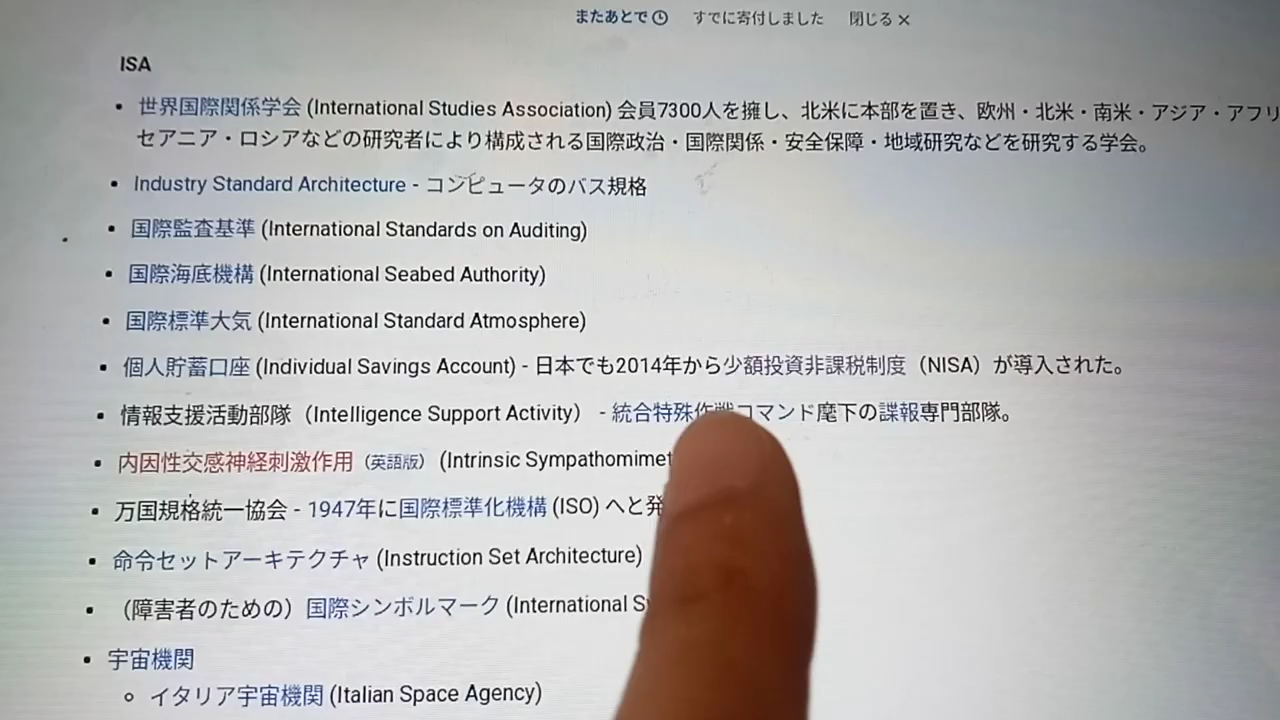 またあとで すでに寄付しました 閉じる ×
ISA
• 世界国際関係学会 (International Studies Association) 会員7300人を擁し、北米に本部を置き、欧州・北米・南米・アジア・アフリ
セアニア・ロシアなどの研究者により構成される国際政治・国際関係・安全保障・地域研究などを研究する学会。
• Industry Standard Architecture - コンピュータのバス規格
• 国際監査基準 (International Standards on Auditing)
• 国際海底機構 (International Seabed Authority)
• 国際標準大気 (International Standard Atmosphere)
• 個人貯蓄口座 (Individual Savings Account) - 日本でも2014年から少額投資非課税制度（NISA）が導入された。
• 情報支援活動部隊（Intelligence Support Activity） - 統合特殊作戦コマンド麾下の諜報専門部隊。
• 内因性交感神経刺激作用（英語版） (Intrinsic Sympathomimet
• 万国規格統一協会 - 1947年に国際標準化機構 (ISO) へと発
• 命令セットアーキテクチャ (Instruction Set Architecture)
• （障害者のための）国際シンボルマーク (International S
• 宇宙機関
◦ イタリア宇宙機関 (Italian Space Agency)